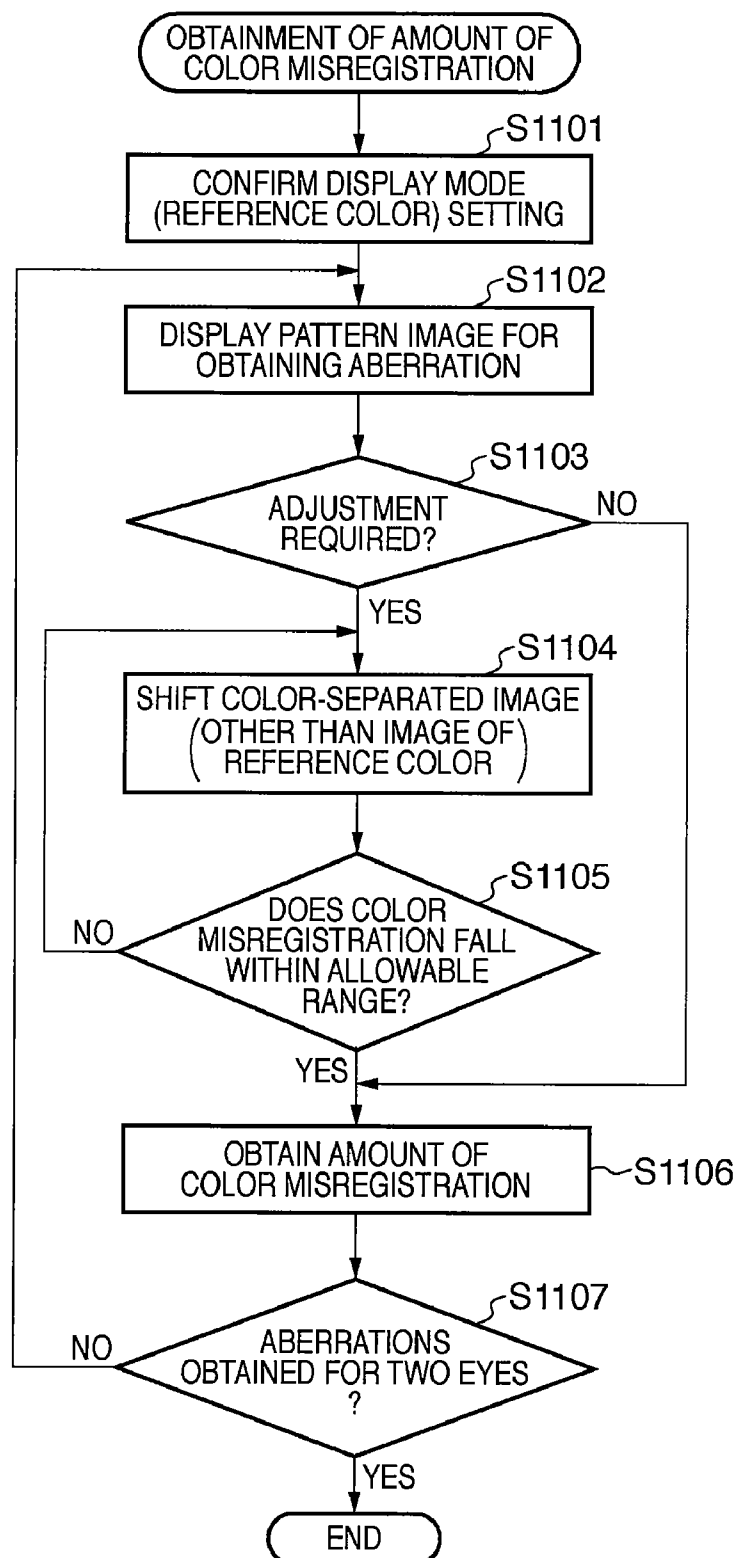 OBTAINMENT OF AMOUNT OF
COLOR MISREGISTRATION
S1101
CONFIRM DISPLAY MODE
(REFERENCE COLOR) SETTING
S1102
DISPLAY PATTERN IMAGE FOR
OBTAINING ABERRATION
S1103
ADJUSTMENT
REQUIRED?
NO
YES
S1104
SHIFT COLOR-SEPARATED IMAGE
(OTHER THAN IMAGE OF
REFERENCE COLOR)
S1105
DOES COLOR
MISREGISTRATION FALL
WITHIN ALLOWABLE
RANGE?
NO
YES
OBTAIN AMOUNT OF
COLOR MISREGISTRATION
S1106
S1107
ABERRATIONS
OBTAINED FOR TWO EYES
?
NO
YES
END